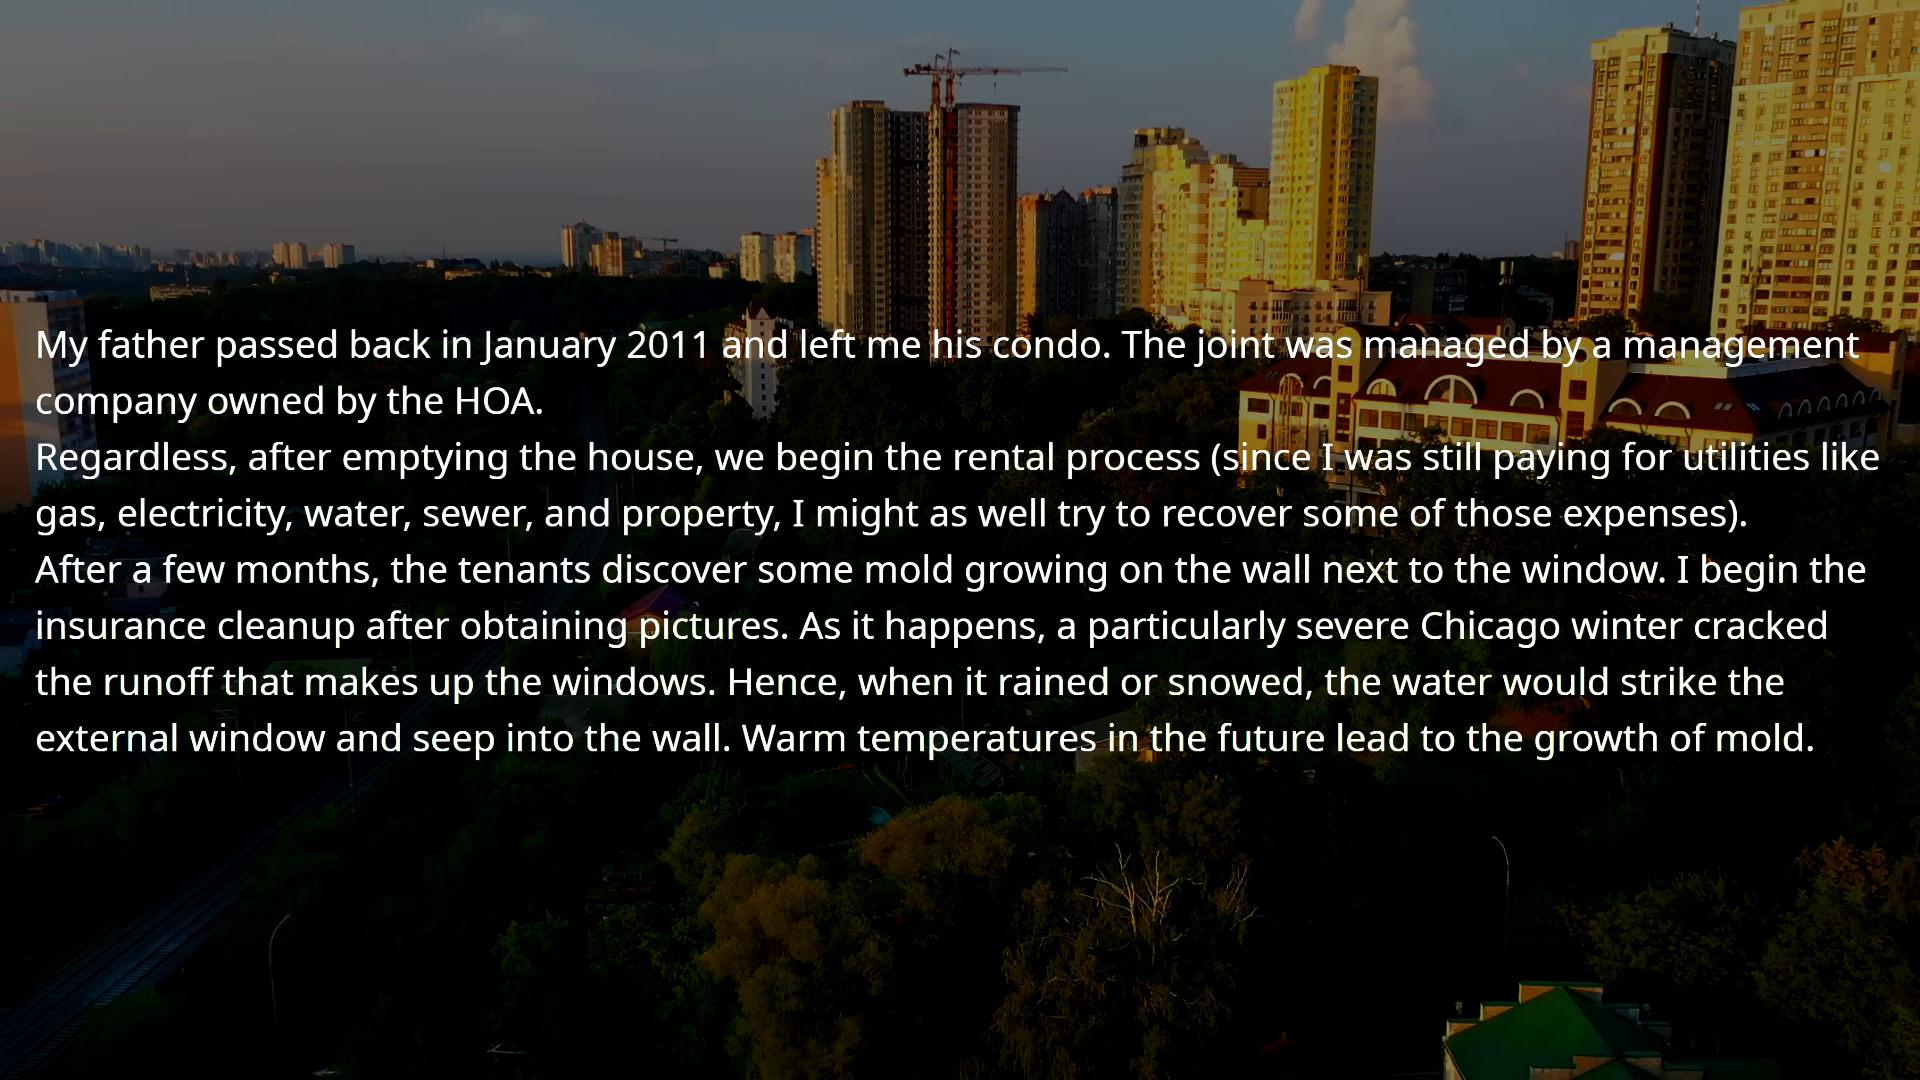 My father passed back in January 2011 and left me his condo. The joint was managed by a management
company owned by the HOA.
Regardless, after emptying the house, we begin the rental process (since I was still paying for utilities like
gas, electricity, water, sewer, and property, I might as well try to recover some of those expenses).
After a few months, the tenants discover some mold growing on the wall next to the window. I begin the
insurance cleanup after obtaining pictures. As it happens, a particularly severe Chicago winter cracked
the runoff that makes up the windows. Hence, when it rained or snowed, the water would strike the
external window and seep into the wall. Warm temperatures in the future lead to the growth of mold.